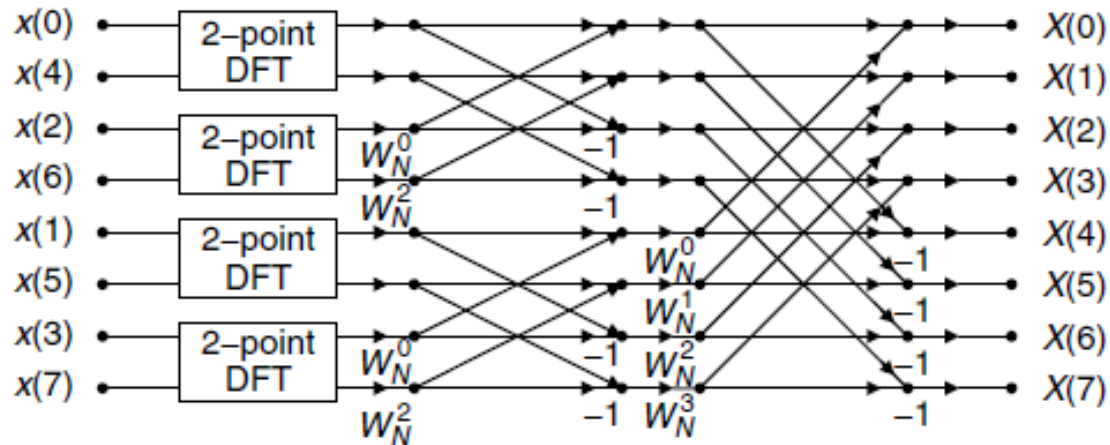 x(0) 2–point DFT X(0)
x(4) X(1)
x(2) 2–point DFT W_N^0 –1 X(2)
x(6) W_N^2 –1 X(3)
x(1) 2–point DFT W_N^0 –1 X(4)
x(5) W_N^1 –1 X(5)
x(3) 2–point DFT W_N^0 –1 W_N^2 –1 X(6)
x(7) W_N^2 –1 W_N^3 –1 X(7)